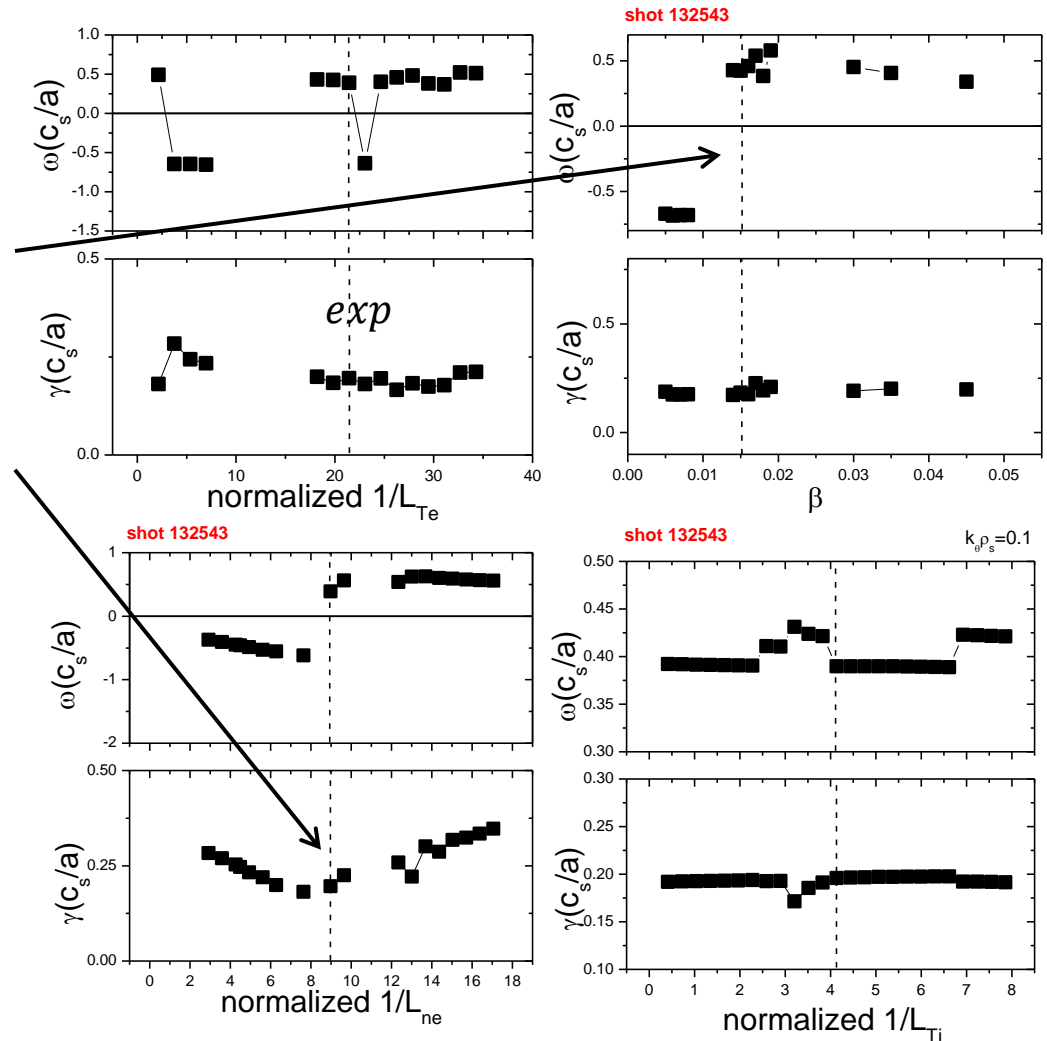 shot 132543
ω(c_s/a)
0.5
0.0
-0.5
-1.0
-1.5
1.0
ω(c_s/a)
0.5
0.0
-0.5
γ(c_s/a)
0.5
0.0
exp
0 10 20 30 40
normalized 1/L_Te
γ(c_s/a)
0.5
0.0
0.00 0.01 0.02 0.03 0.04 0.05
β
shot 132543
ω(c_s/a)
1
0
-1
-2
shot 132543
k_θρ_s=0.1
ω(c_s/a)
0.50
0.45
0.40
0.35
0.30
γ(c_s/a)
0.50
0.25
0.00
0 2 4 6 8 10 12 14 16 18
normalized 1/L_ne
γ(c_s/a)
0.30
0.25
0.20
0.15
0.10
0 1 2 3 4 5 6 7 8
normalized 1/L_Ti